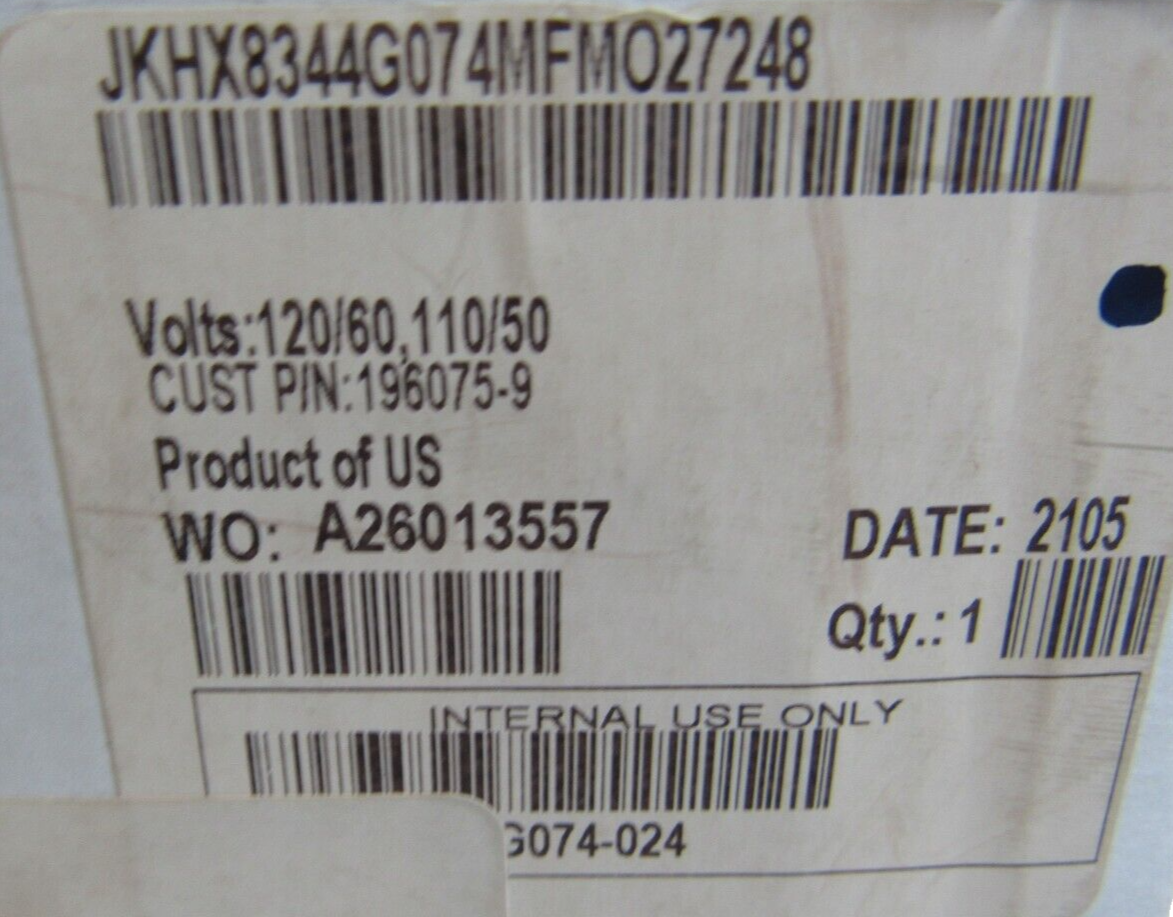 JKHX8344G074MFMO27248
Volts:120/60,110/50
CUST P/N:196075-9
Product of US
WO: A26013557
DATE: 2105
Qty.: 1
INTERNAL USE ONLY
G074-024